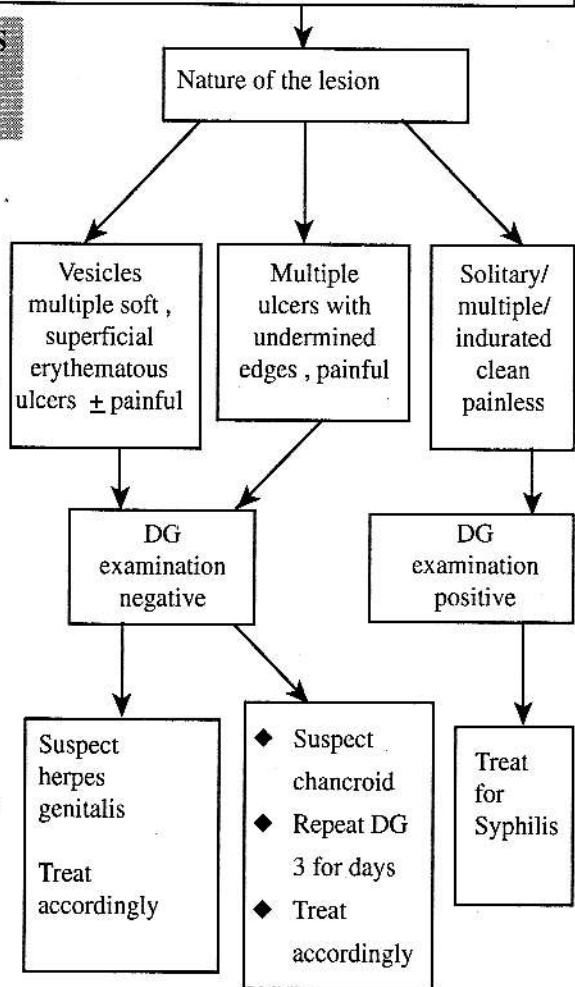 S
Nature of the lesion
Vesicles
multiple soft ,
superficial
erythematous
ulcers ± painful
Multiple
ulcers with
undermined
edges , painful
Solitary/
multiple/
indurated
clean
painless
DG
examination
negative
DG
examination
positive
Suspect
herpes
genitalis
Treat
accordingly
◆ Suspect
chancroid
◆ Repeat DG
3 for days
◆ Treat
accordingly
Treat
for
Syphilis